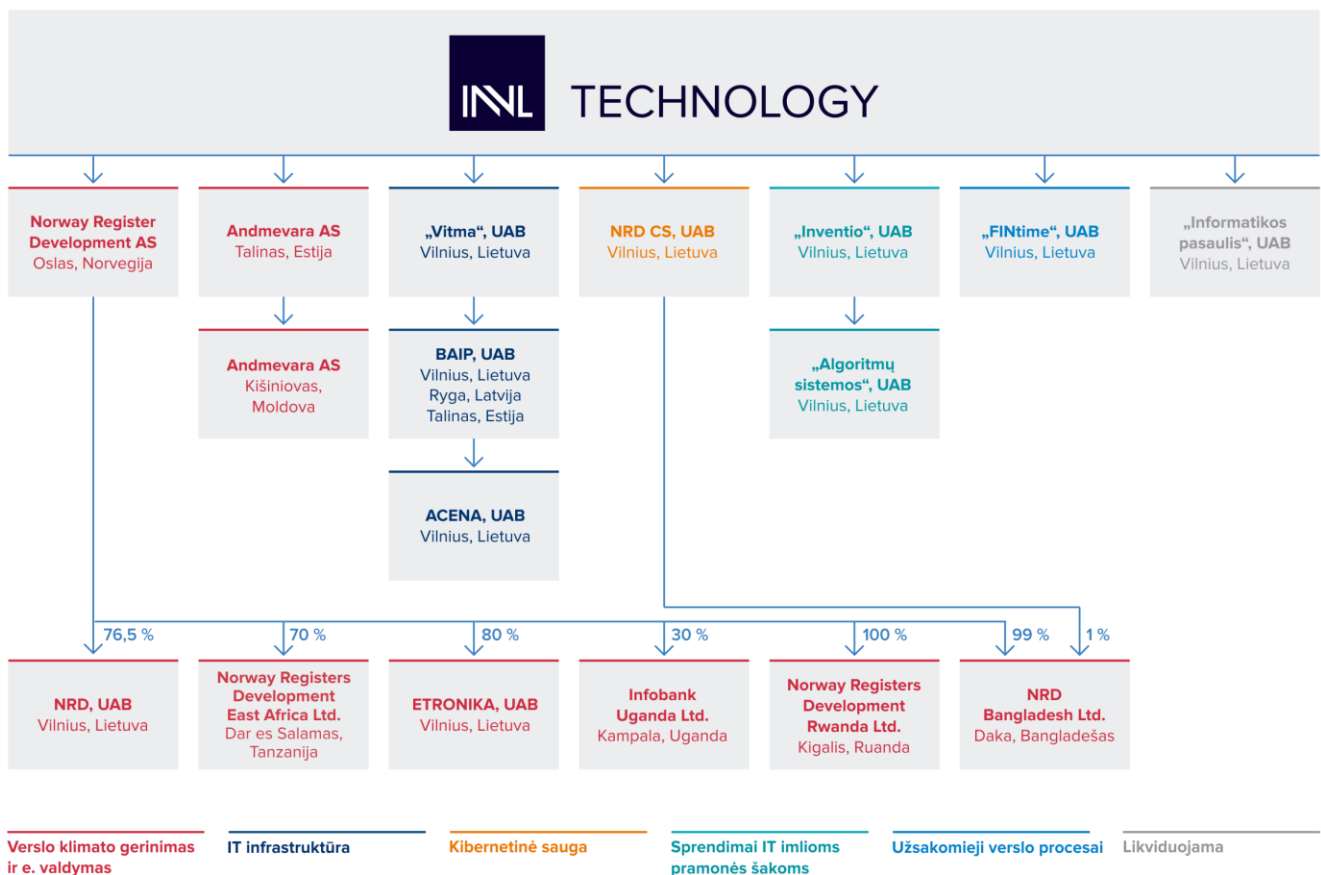 INVL TECHNOLOGY
Norway Register
Development AS
Oslas, Norvegija
Andmevara AS
Talinas, Estija
„Vitma“, UAB
Vilnius, Lietuva
NRD CS, UAB
Vilnius, Lietuva
„Inventio“, UAB
Vilnius, Lietuva
„FINtime“, UAB
Vilnius, Lietuva
„Informatikos
pasaulis“, UAB
Vilnius, Lietuva
Andmevara AS
Kišiniovas,
Moldova
BAIP, UAB
Vilnius, Lietuva
Ryga, Latvija
Talinas, Estija
„Algoritmų
sistemos“, UAB
Vilnius, Lietuva
ACENA, UAB
Vilnius, Lietuva
76,5 %
70 %
80 %
30 %
100 %
99 %
1 %
NRD, UAB
Vilnius, Lietuva
Norway Registers
Development
East Africa Ltd.
Dar es Salamas,
Tanzanija
ETRONIKA, UAB
Vilnius, Lietuva
Infobank
Uganda Ltd.
Kampala, Uganda
Norway Registers
Development
Rwanda Ltd.
Kigalis, Ruanda
NRD
Bangladesh Ltd.
Daka, Bangladešas
Verslo klimato gerinimas
ir e. valdymas
IT infrastruktūra
Kibernetinė sauga
Sprendimai IT imlioms
pramonės šakoms
Užsakomieji verslo procesai
Likviduojama